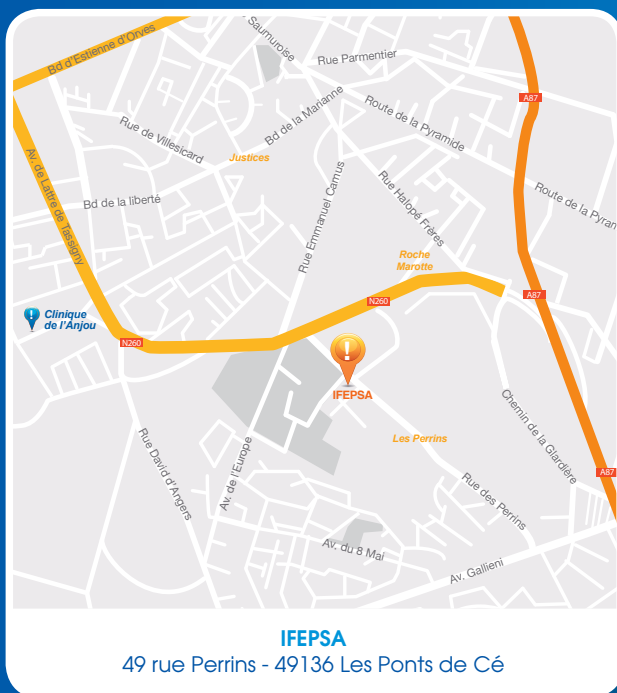 Saumuroise
Bd d'Estienne d'Orves
Rue Parmentier
A87
Route de la Pyramide
Bd de la Marianne
Rue de Villesicard
Justices
Av. de Lattre de Tassigny
Rue Emmanuel Camus
Rue Halopé Frères
Route de la Pyram
Bd de la liberté
Roche
Marotte
A87
N260
Clinique
de l'Anjou
N260
!
IFEPSA
Les Perrins
Chemin de la Glardière
Rue David d'Angers
Av. de l'Europe
A87
Rue des Perrins
Av. du 8 Mai
Av. Gallieni
IFEPSA
49 rue Perrins - 49136 Les Ponts de Cé